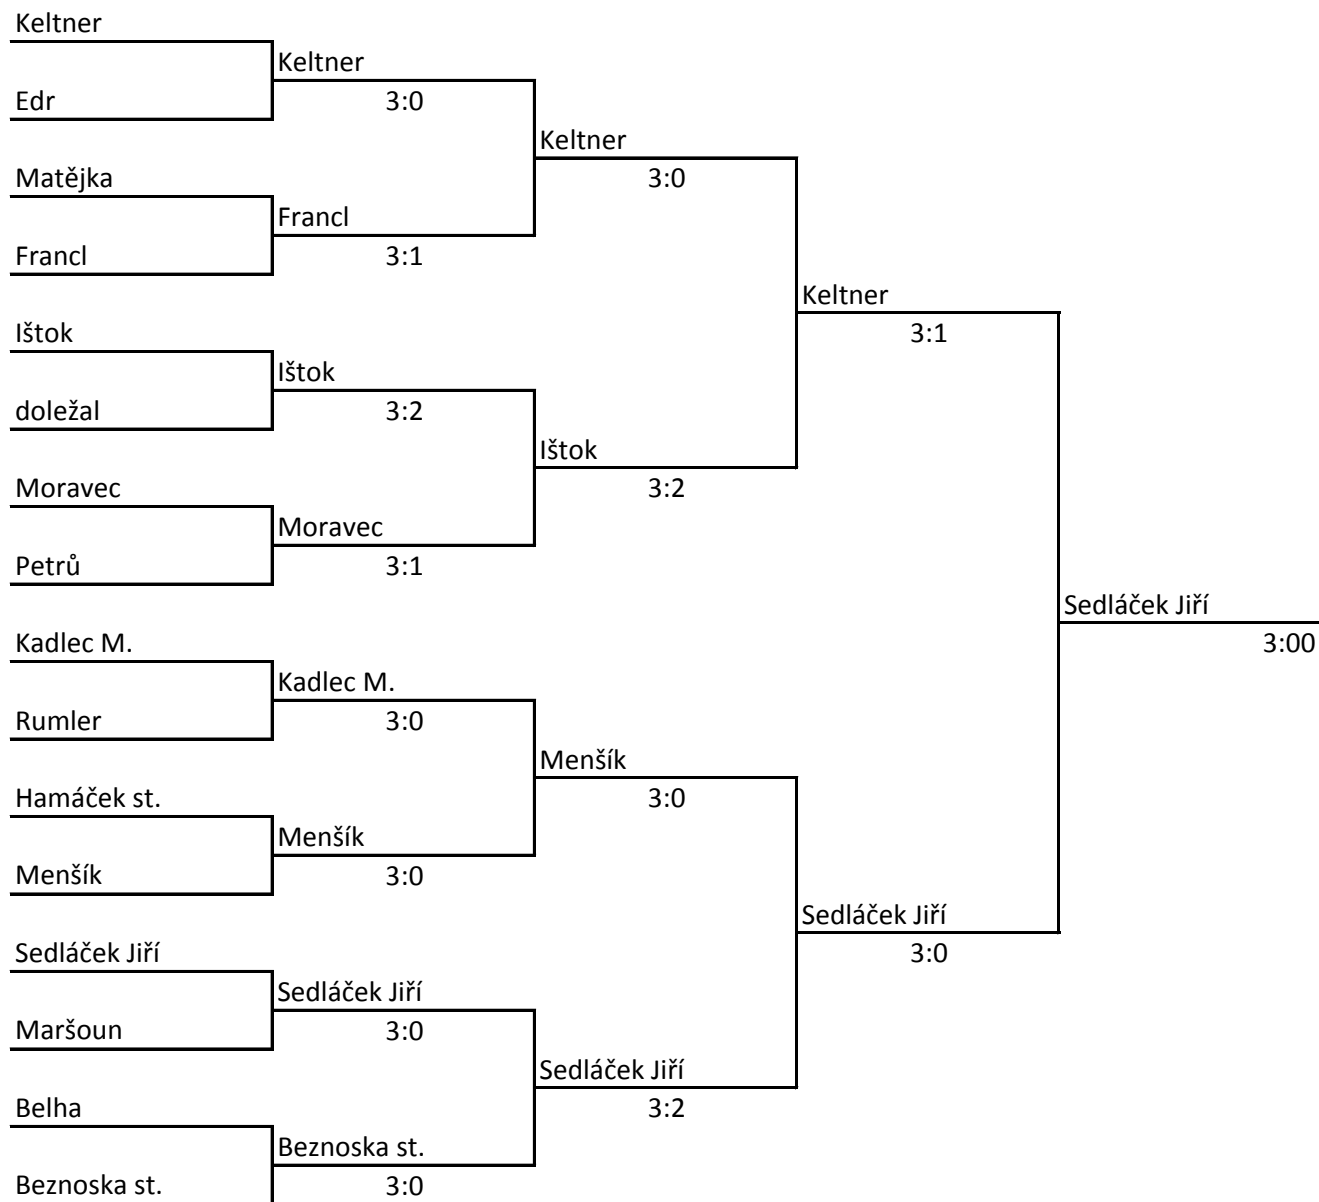 Keltner
Keltner
Edr
3:0
Keltner
Matějka
3:0
Francl
Francl
3:1
Keltner
Ištok
3:1
Ištok
doležal
3:2
Ištok
Moravec
3:2
Moravec
Petrů
3:1
Sedláček Jiří
Kadlec M.
3:00
Kadlec M.
Rumler
3:0
Menšík
Hamáček st.
3:0
Menšík
Menšík
3:0
Sedláček Jiří
Sedláček Jiří
3:0
Sedláček Jiří
Maršoun
3:0
Sedláček Jiří
Belha
3:2
Beznoska st.
Beznoska st.
3:0